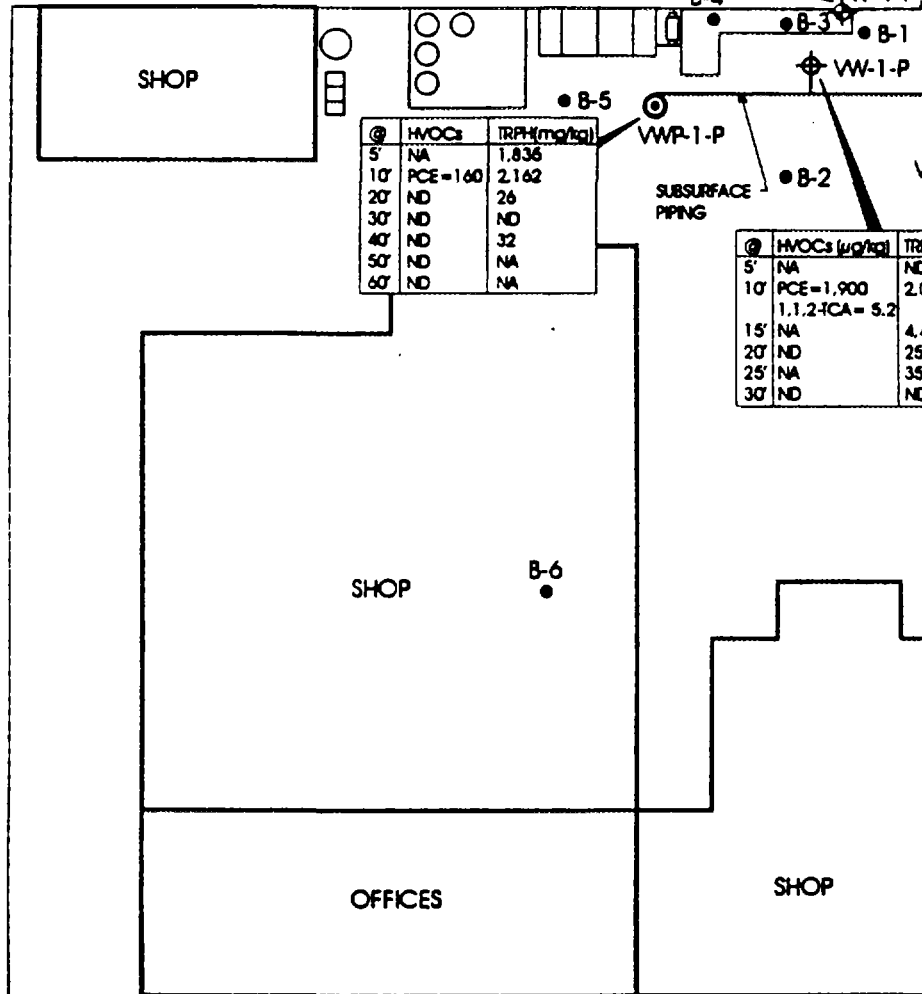 B-4
B-3
B-1
SHOP
VW-1-P
B-5
VWP-1-P
@ HVOCs TRPH(mg/kg)
5' NA 1,836
10' PCE=160 2,162
20' ND 26
30' ND ND
40' ND 32
50' ND NA
60' ND NA
B-2
SUBSURFACE
PIPING
@ HVOCs (µg/kg)
5' NA
10' PCE=1,900
1,1,2-TCA= 5.2
15' NA
20' ND 25
25' NA 35
30' ND
SHOP
B-6
OFFICES
SHOP